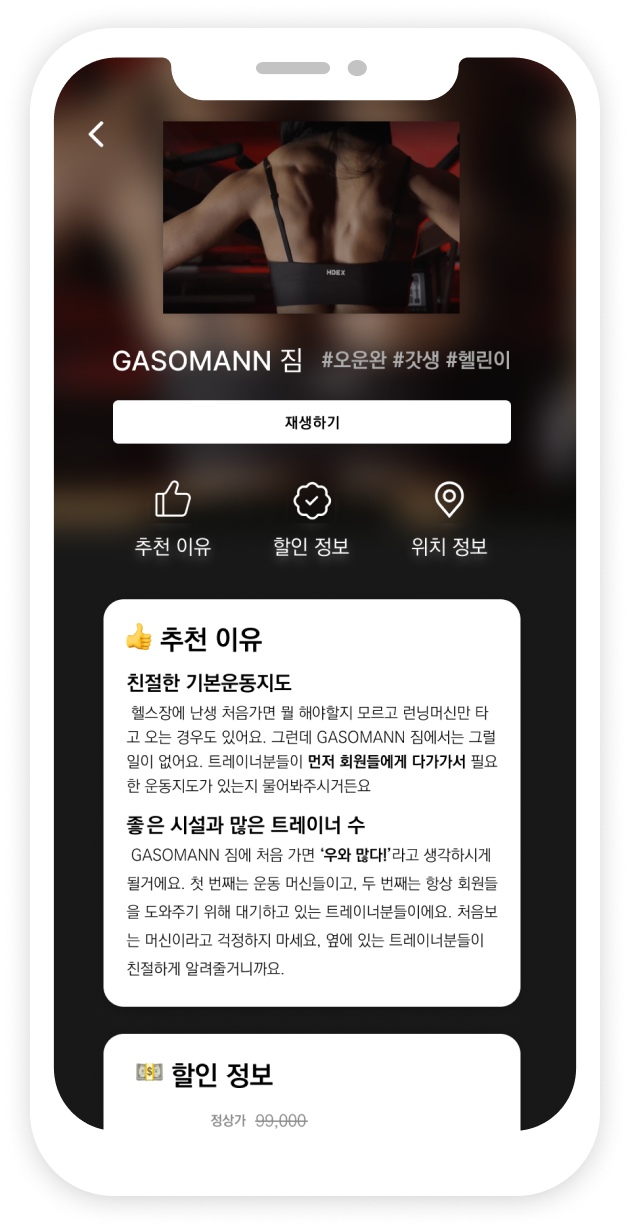 HDEX
GASOMANN 짐 #오운완 #갓생 #헬린이
재생하기
추천 이유 할인 정보 위치 정보
👍 추천 이유
친절한 기본운동지도
헬스장에 난생 처음가면 뭘 해야할지 모르고 런닝머신만 타
고 오는 경우도 있어요. 그런데 GASOMANN 짐에서는 그럴
일이 없어요. 트레이너분들이 먼저 회원들에게 다가가서 필요
한 운동지도가 있는지 물어봐주시거든요
좋은 시설과 많은 트레이너 수
GASOMANN 짐에 처음 가면 ‘우와 많다!’라고 생각하시게
될거에요. 첫 번째는 운동 머신들이고, 두 번째는 항상 회원들
을 도와주기 위해 대기하고 있는 트레이너분들이에요. 처음보
는 머신이라고 걱정하지 마세요, 옆에 있는 트레이너분들이
친절하게 알려줄거니까요.
💵 할인 정보
정상가 99,000